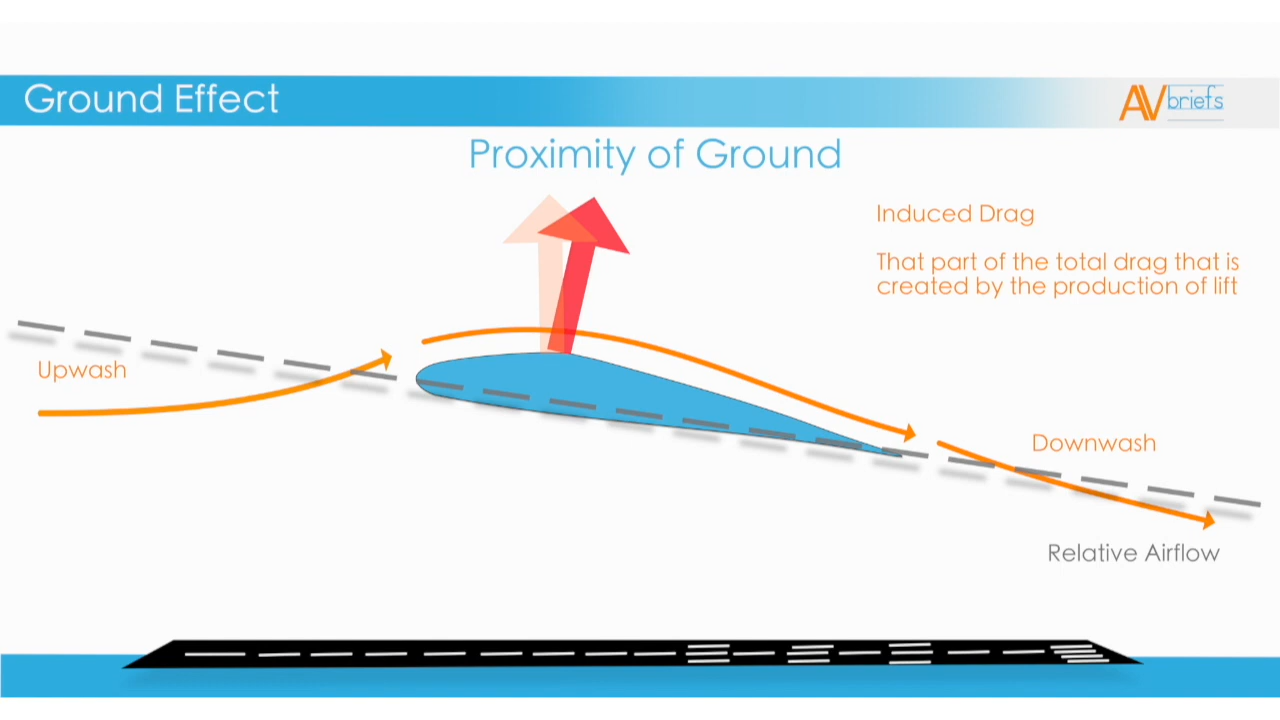 Ground Effect
AV briefs
Proximity of Ground
Induced Drag
That part of the total drag that is
created by the production of lift
Upwash
Downwash
Relative Airflow